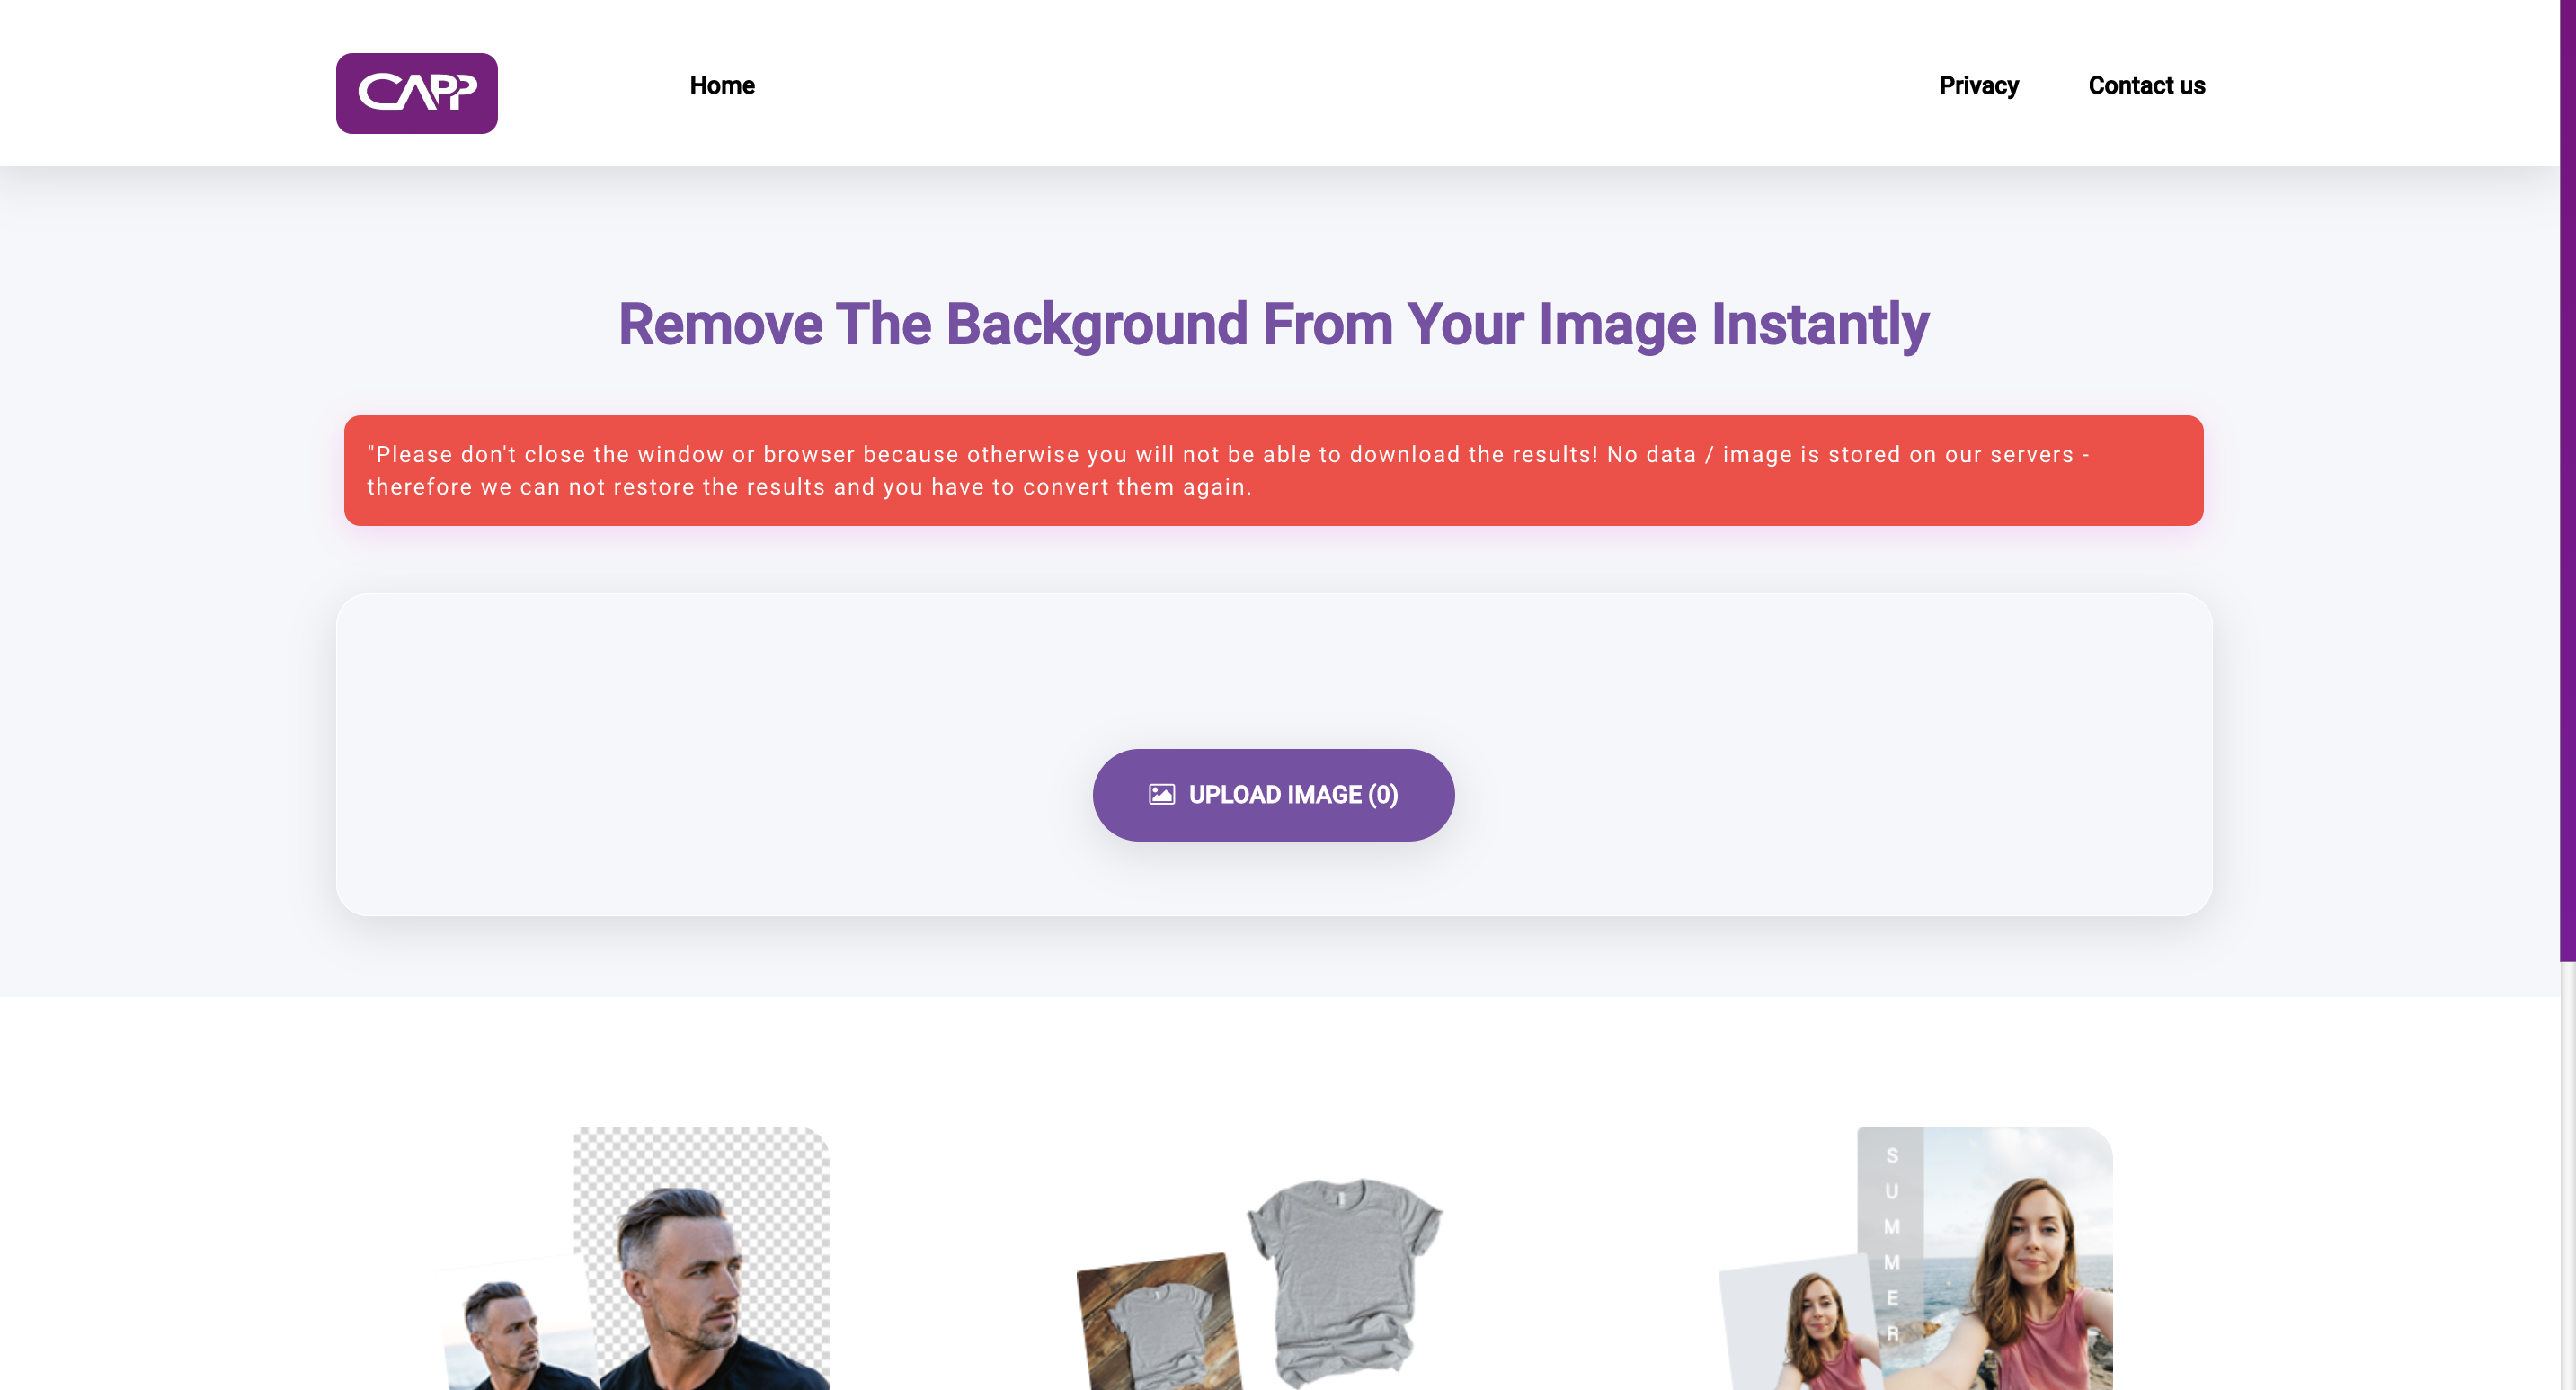 CAPP
Home
Privacy
Contact us
Remove The Background From Your Image Instantly
"Please don't close the window or browser because otherwise you will not be able to download the results! No data / image is stored on our servers -
therefore we can not restore the results and you have to convert them again.
UPLOAD IMAGE (0)
SUMMER